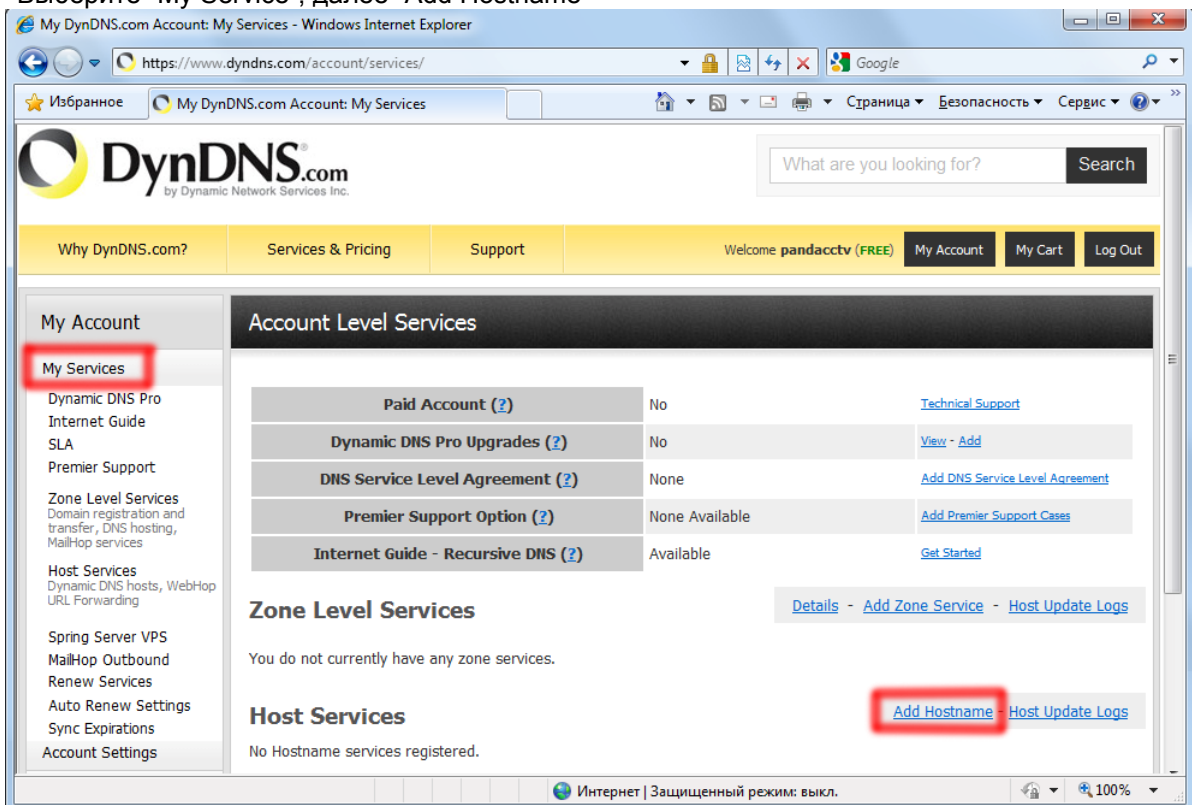 Выберите "My Service", далее "Add Hostname"
My DynDNS.com Account: My Services - Windows Internet Explorer
https://www.dyndns.com/account/services/
Google
Избранное
My DynDNS.com Account: My Services
Страница
Безопасность
Сервис
DynDNS.com
by Dynamic Network Services Inc.
What are you looking for?
Search
Why DynDNS.com?
Services & Pricing
Support
Welcome pandacctv (FREE)
My Account
My Cart
Log Out
My Account
My Services
Dynamic DNS Pro
Internet Guide
SLA
Premier Support
Zone Level Services
Domain registration and
transfer, DNS hosting,
MailHop services
Host Services
Dynamic DNS hosts, WebHop
URL Forwarding
Spring Server VPS
MailHop Outbound
Renew Services
Auto Renew Settings
Sync Expirations
Account Settings
Account Level Services
Paid Account (?) No Technical Support
Dynamic DNS Pro Upgrades (?) No View - Add
DNS Service Level Agreement (?) None Add DNS Service Level Agreement
Premier Support Option (?) None Available Add Premier Support Cases
Internet Guide - Recursive DNS (?) Available Get Started
Zone Level Services
Details - Add Zone Service - Host Update Logs
You do not currently have any zone services.
Host Services
Add Hostname - Host Update Logs
No Hostname services registered.
Интернет | Защищенный режим: выкл.
100%